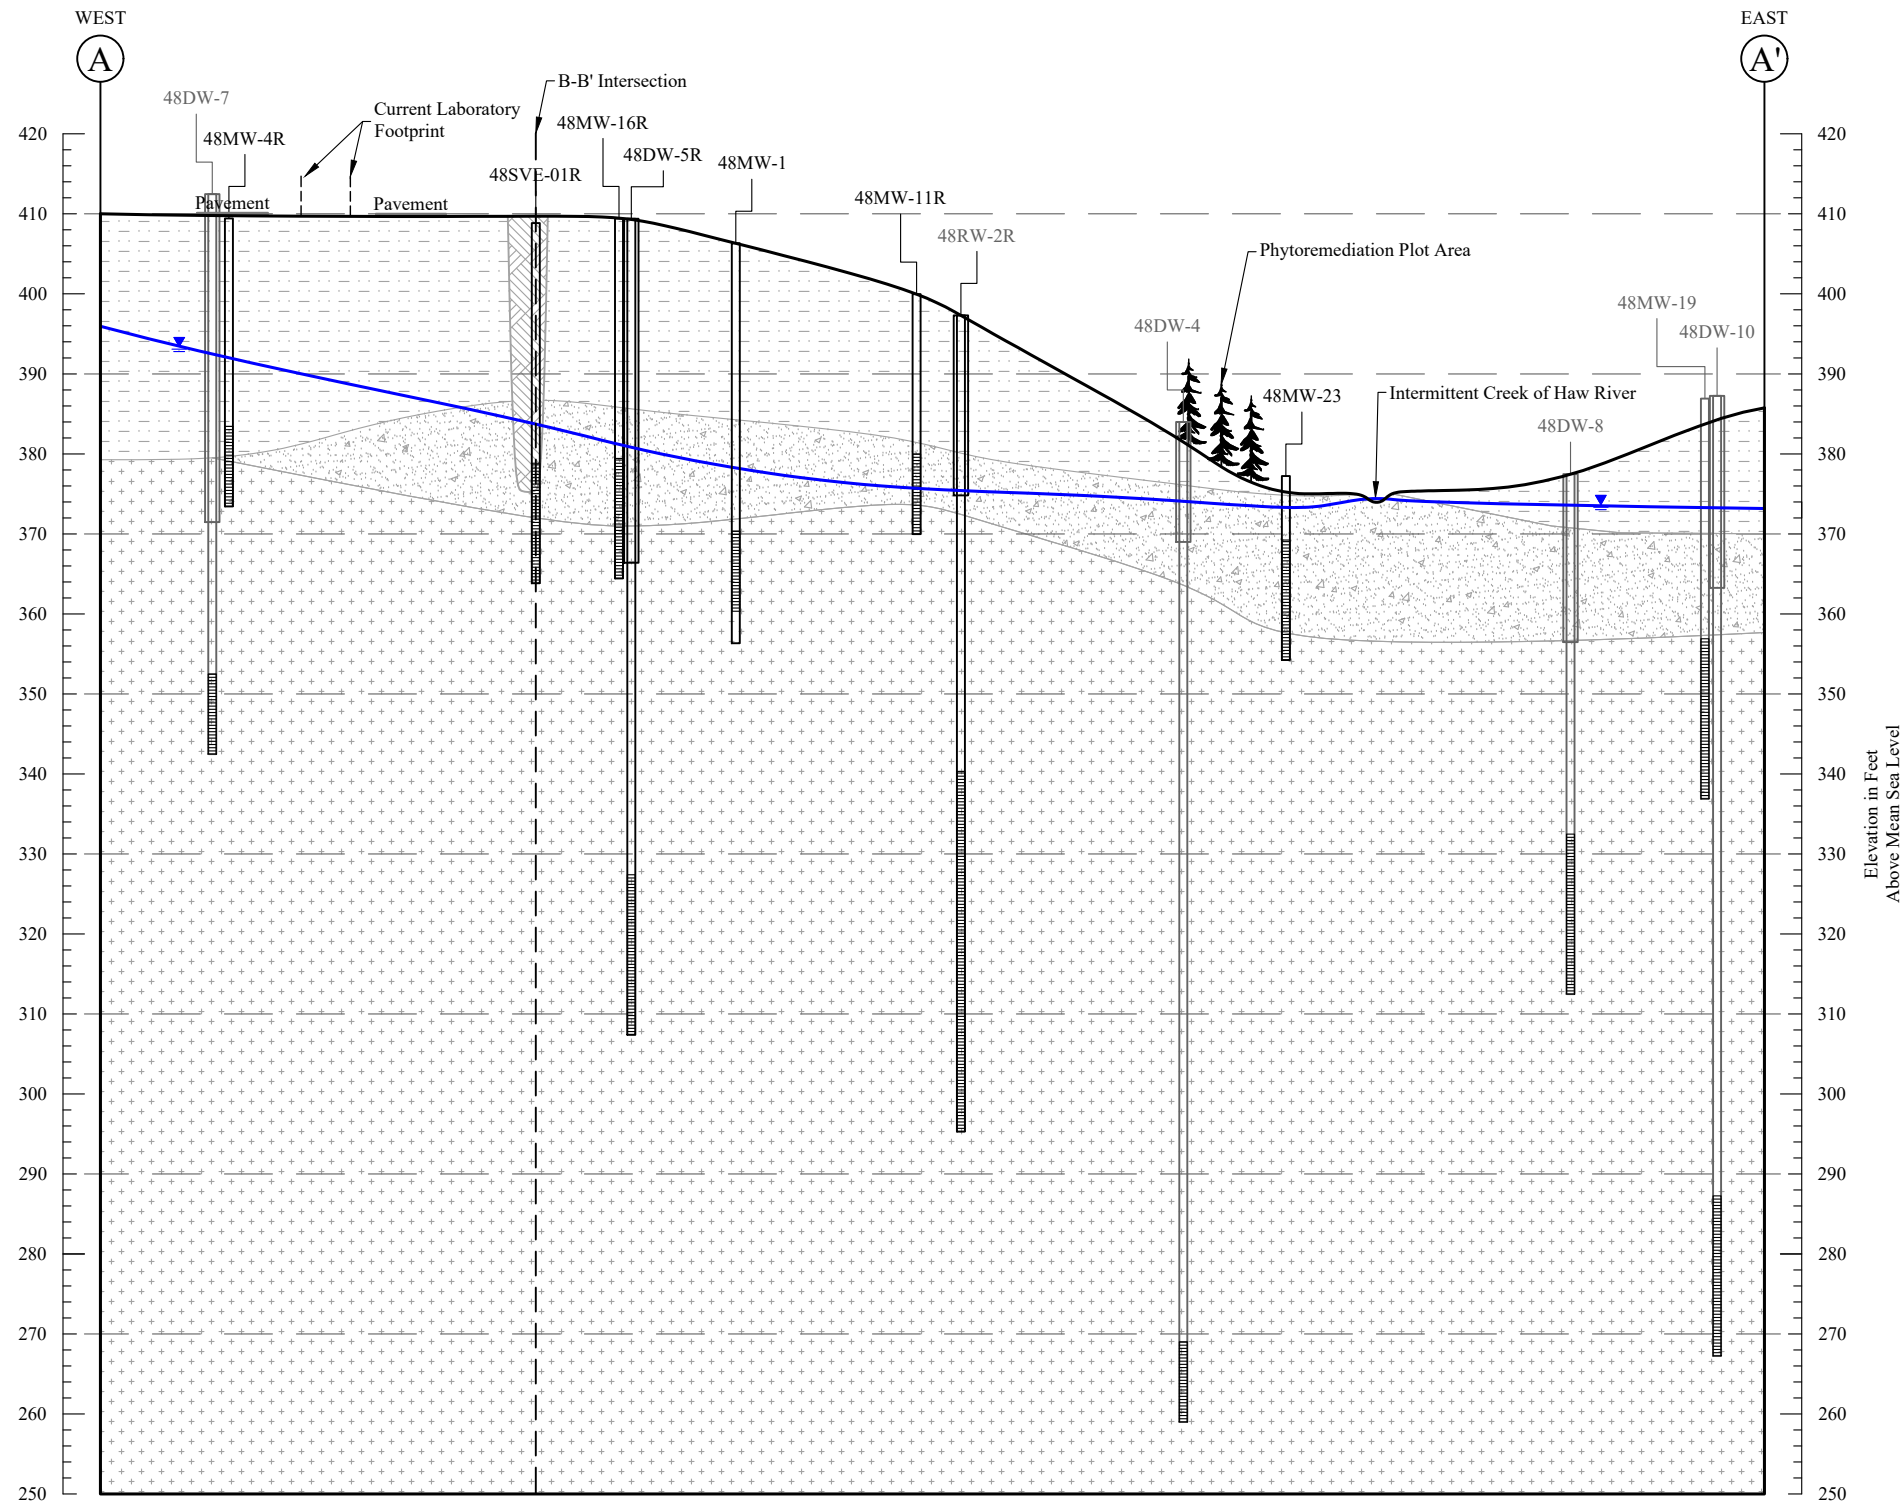 WEST
EAST
A
A'
B-B' Intersection
48DW-7
Current Laboratory
Footprint
48MW-16R
48MW-4R
48DW-5R
48MW-1
48SVE-01R
48MW-11R
Pavement
Pavement
48RW-2R
Phytoremediation Plot Area
48MW-19
48DW-4
48DW-10
48MW-23
Intermittent Creek of Haw River
48DW-8
420
410
400
390
380
370
360
350
340
330
320
310
300
290
280
270
260
250
420
410
400
390
380
370
360
350
340
330
320
310
300
290
280
270
260
250
Elevation in Feet
Above Mean Sea Level